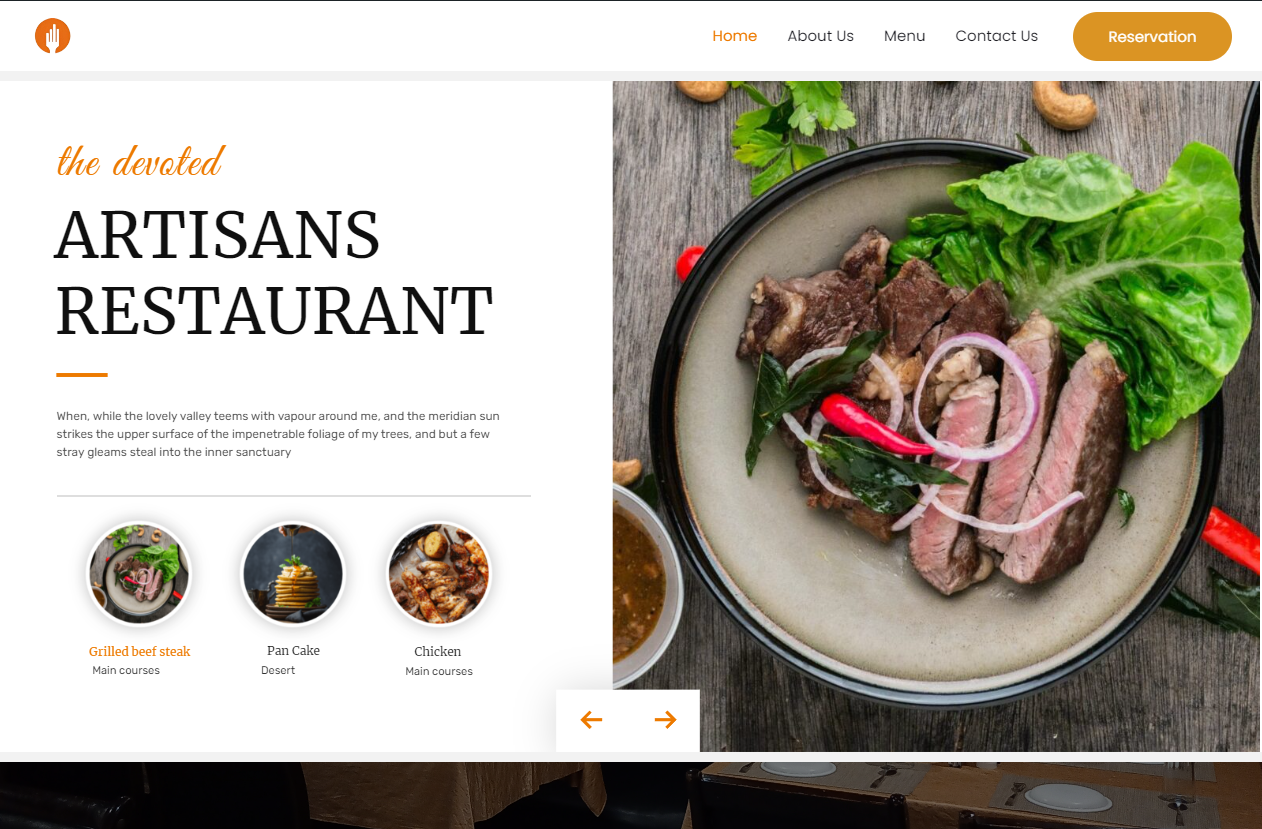 Home
About Us
Menu
Contact Us
Reservation
the devoted
ARTISANS
RESTAURANT
When, while the lovely valley teems with vapour around me, and the meridian sun
strikes the upper surface of the impenetrable foliage of my trees, and but a few
stray gleams steal into the inner sanctuary
Grilled beef steak
Main courses
Pan Cake
Desert
Chicken
Main courses